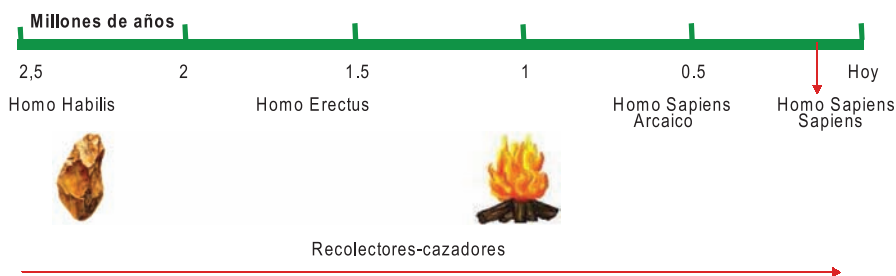 Millones de años
2,5 2 1.5 1 0.5 Hoy
Homo Habilis Homo Erectus Homo Sapiens Homo Sapiens
Arcaico Sapiens
Recolectores-cazadores